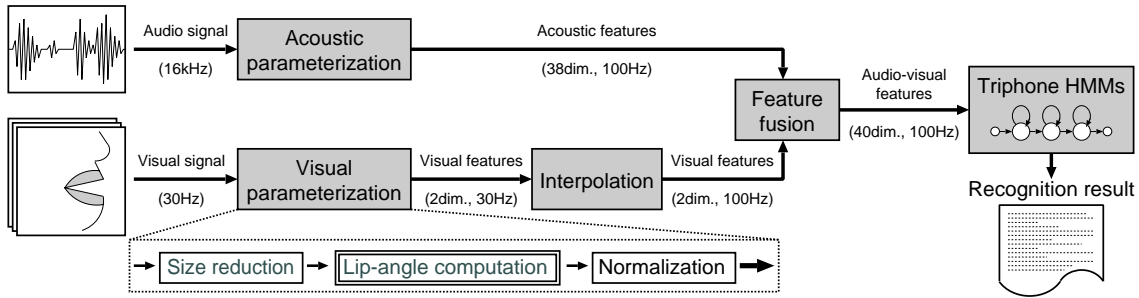 Audio signal
(16kHz)
Acoustic
parameterization
Acoustic features
(38dim., 100Hz)
Visual signal
(30Hz)
Visual
parameterization
Visual features
(2dim., 30Hz)
Interpolation
Visual features
(2dim., 100Hz)
Feature
fusion
Audio-visual
features
(40dim., 100Hz)
Triphone HMMs
Recognition result
Size reduction
Lip-angle computation
Normalization